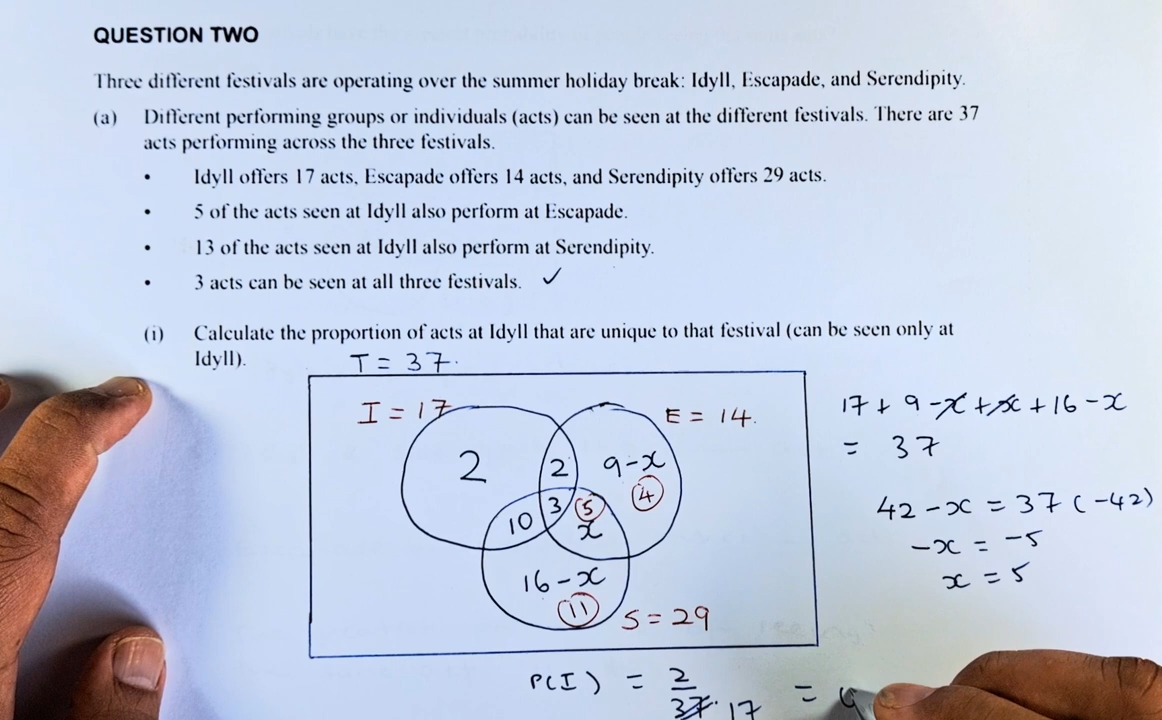 QUESTION TWO
Three different festivals are operating over the summer holiday break: Idyll, Escapade, and Serendipity.
(a) Different performing groups or individuals (acts) can be seen at the different festivals. There are 37
acts performing across the three festivals.
• Idyll offers 17 acts, Escapade offers 14 acts, and Serendipity offers 29 acts.
• 5 of the acts seen at Idyll also perform at Escapade.
• 13 of the acts seen at Idyll also perform at Serendipity.
• 3 acts can be seen at all three festivals. ✓
(i) Calculate the proportion of acts at Idyll that are unique to that festival (can be seen only at
Idyll).
T = 37.
I = 17
E = 14.
2
2
9-x
4
10
3
5
x
16-x
11
S = 29
17 + 9 - x + x + 16 - x
= 37
42 - x = 37 (-42)
-x = -5
x = 5
P(I) = 2
37. 17 =